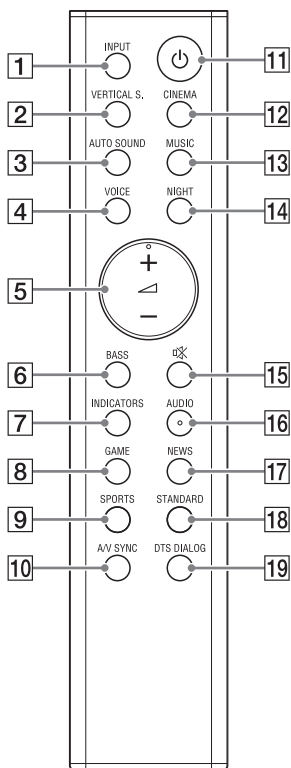 INPUT
1
11
VERTICAL S. CINEMA
2
12
AUTO SOUND MUSIC
3
13
VOICE NIGHT
4
14
+
5
−
BASS
6
15
INDICATORS AUDIO
7
16
GAME NEWS
8
17
SPORTS STANDARD
9
18
A/V SYNC DTS DIALOG
10
19